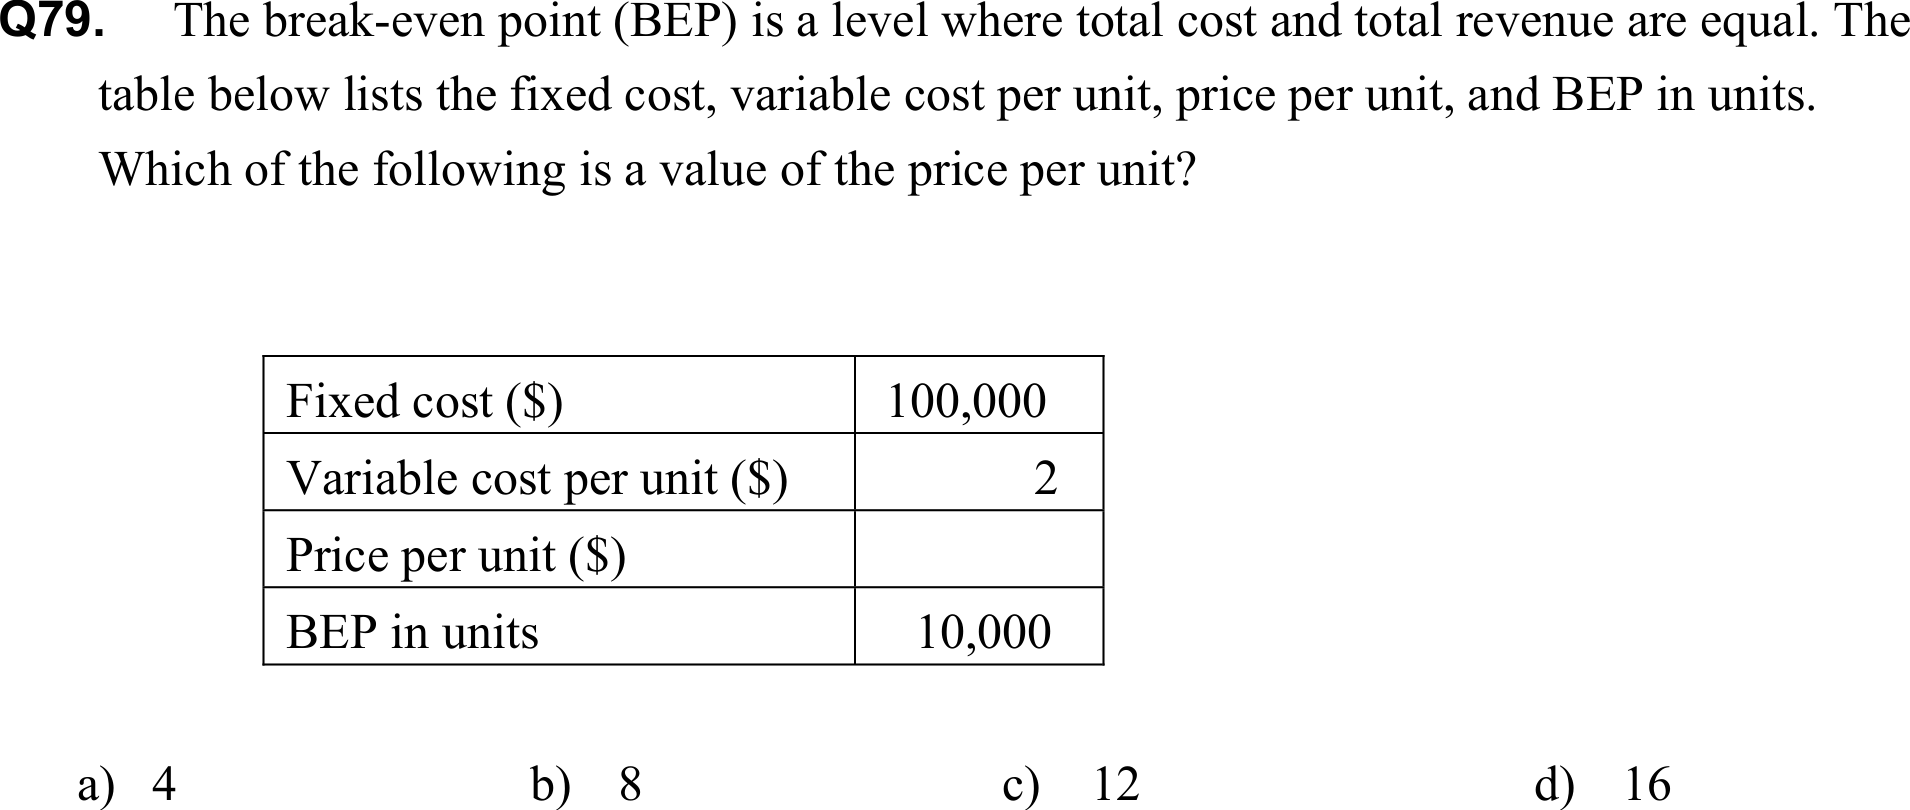 Q79. The break-even point (BEP) is a level where total cost and total revenue are equal. The
table below lists the fixed cost, variable cost per unit, price per unit, and BEP in units.
Which of the following is a value of the price per unit?
Fixed cost ($) 100,000
Variable cost per unit ($) 2
Price per unit ($)
BEP in units 10,000
a) 4 b) 8 c) 12 d) 16